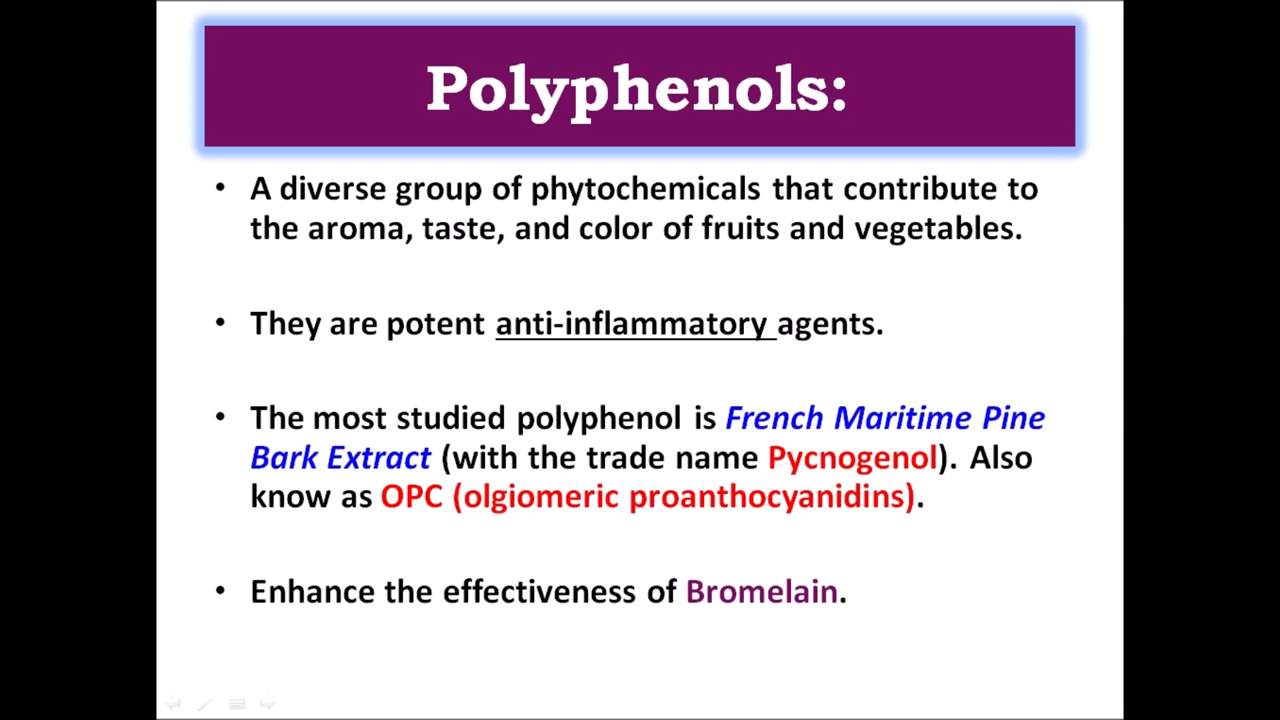 Polyphenols:
• A diverse group of phytochemicals that contribute to
the aroma, taste, and color of fruits and vegetables.
• They are potent anti-inflammatory agents.
• The most studied polyphenol is French Maritime Pine
Bark Extract (with the trade name Pycnogenol). Also
know as OPC (olgiomeric proanthocyanidins).
• Enhance the effectiveness of Bromelain.